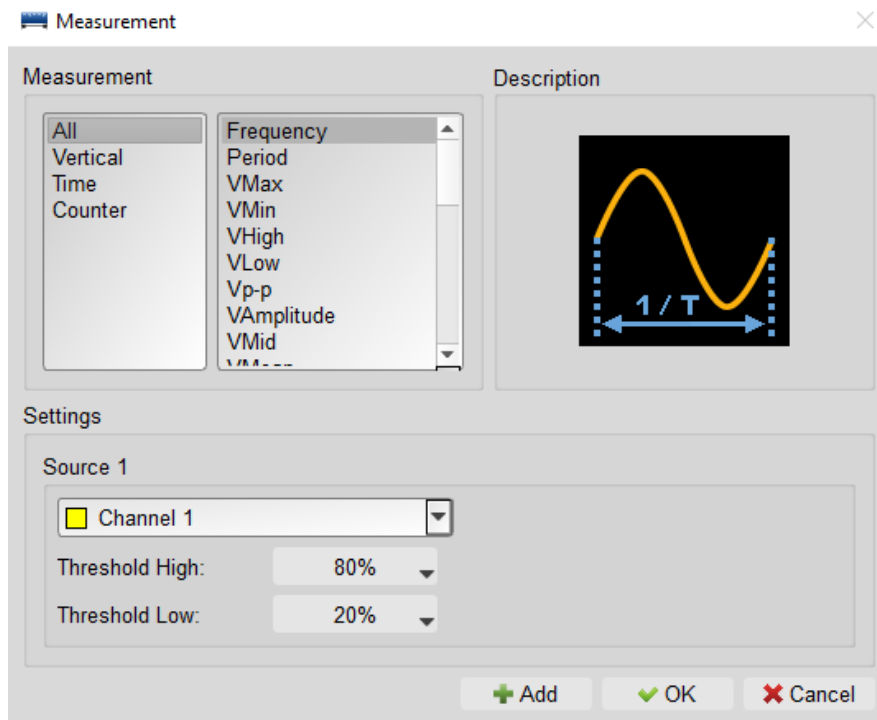 Measurement
Measurement
Description
All
Vertical
Time
Counter
Frequency
Period
VMax
VMin
VHigh
VLow
Vp-p
VAmplitude
VMid
1 / T
Settings
Source 1
Channel 1
Threshold High: 80%
Threshold Low: 20%
Add OK Cancel